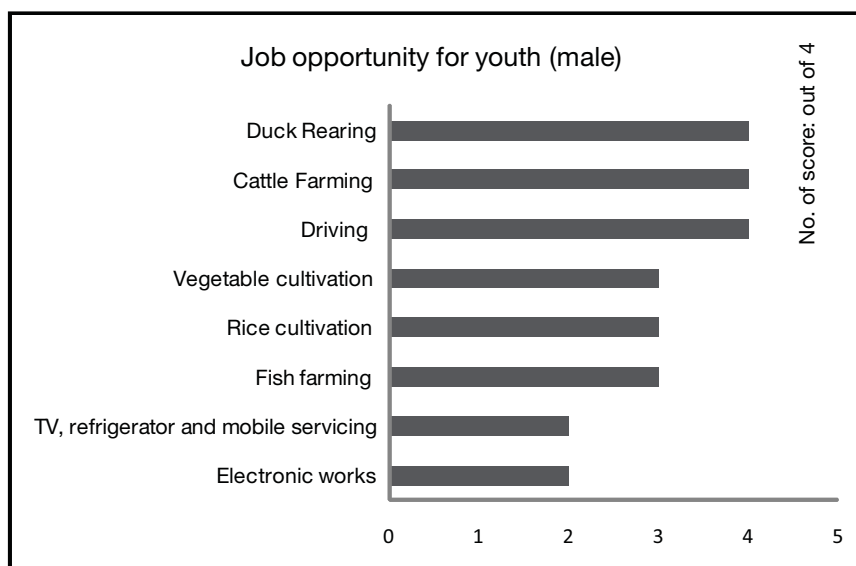 Job opportunity for youth (male)
No. of score: out of 4
Duck Rearing
Cattle Farming
Driving
Vegetable cultivation
Rice cultivation
Fish farming
TV, refrigerator and mobile servicing
Electronic works
0 1 2 3 4 5